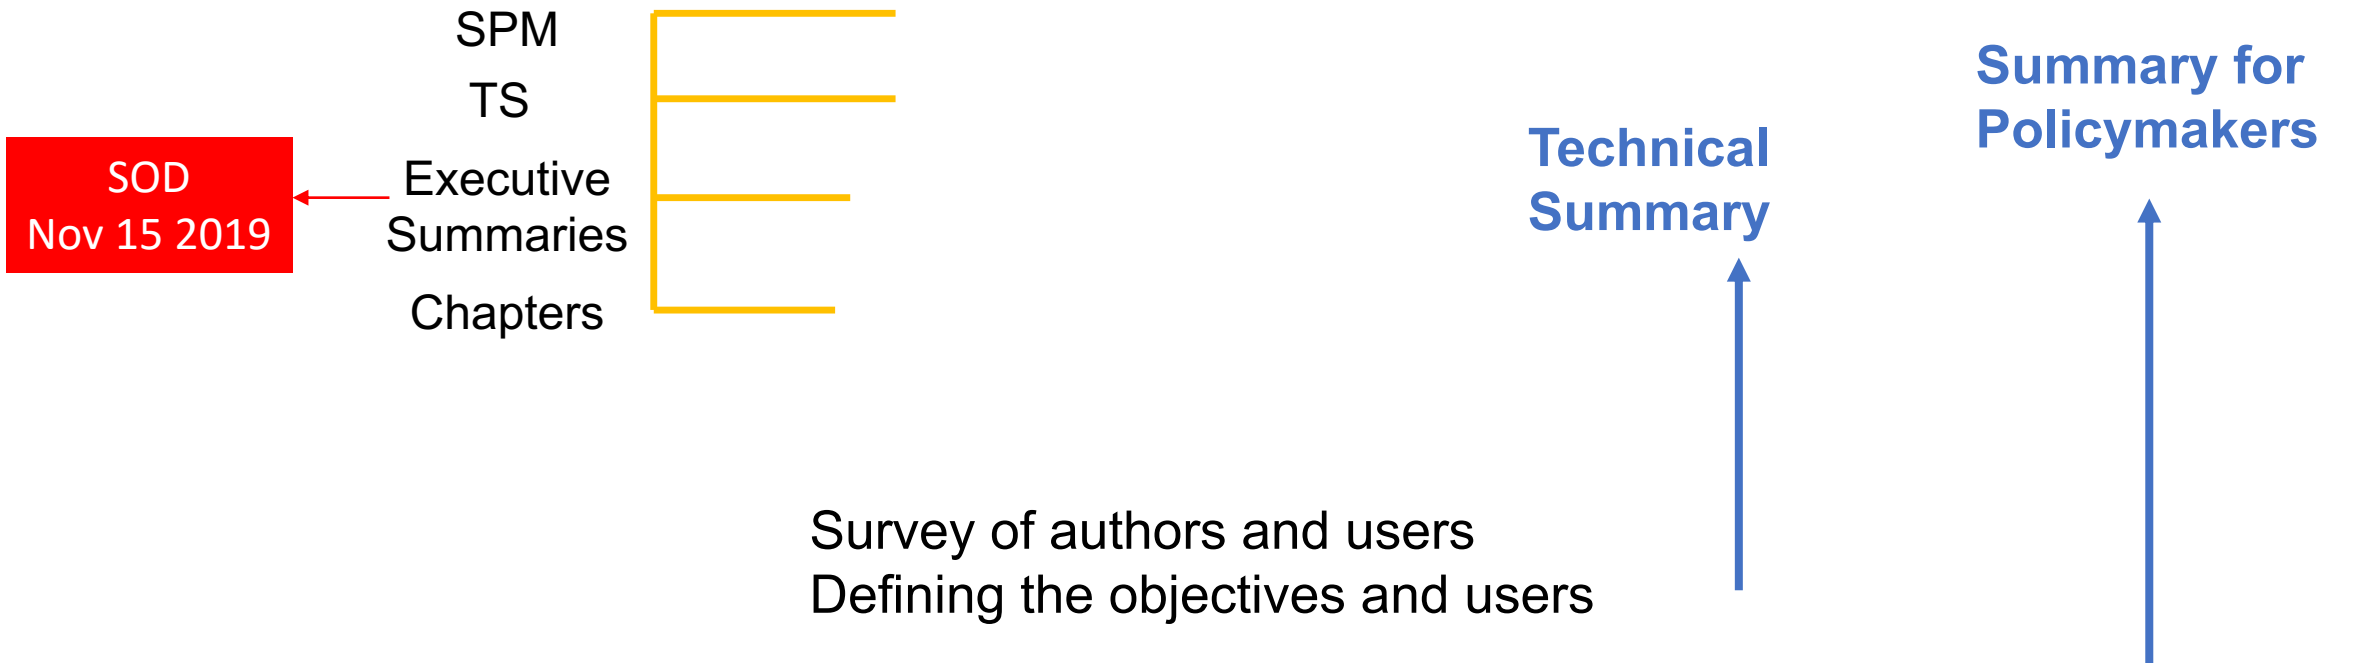 SPM
TS
Executive
Summaries
Chapters
SOD
Nov 15 2019
Technical
Summary
Summary for
Policymakers
Survey of authors and users
Defining the objectives and users